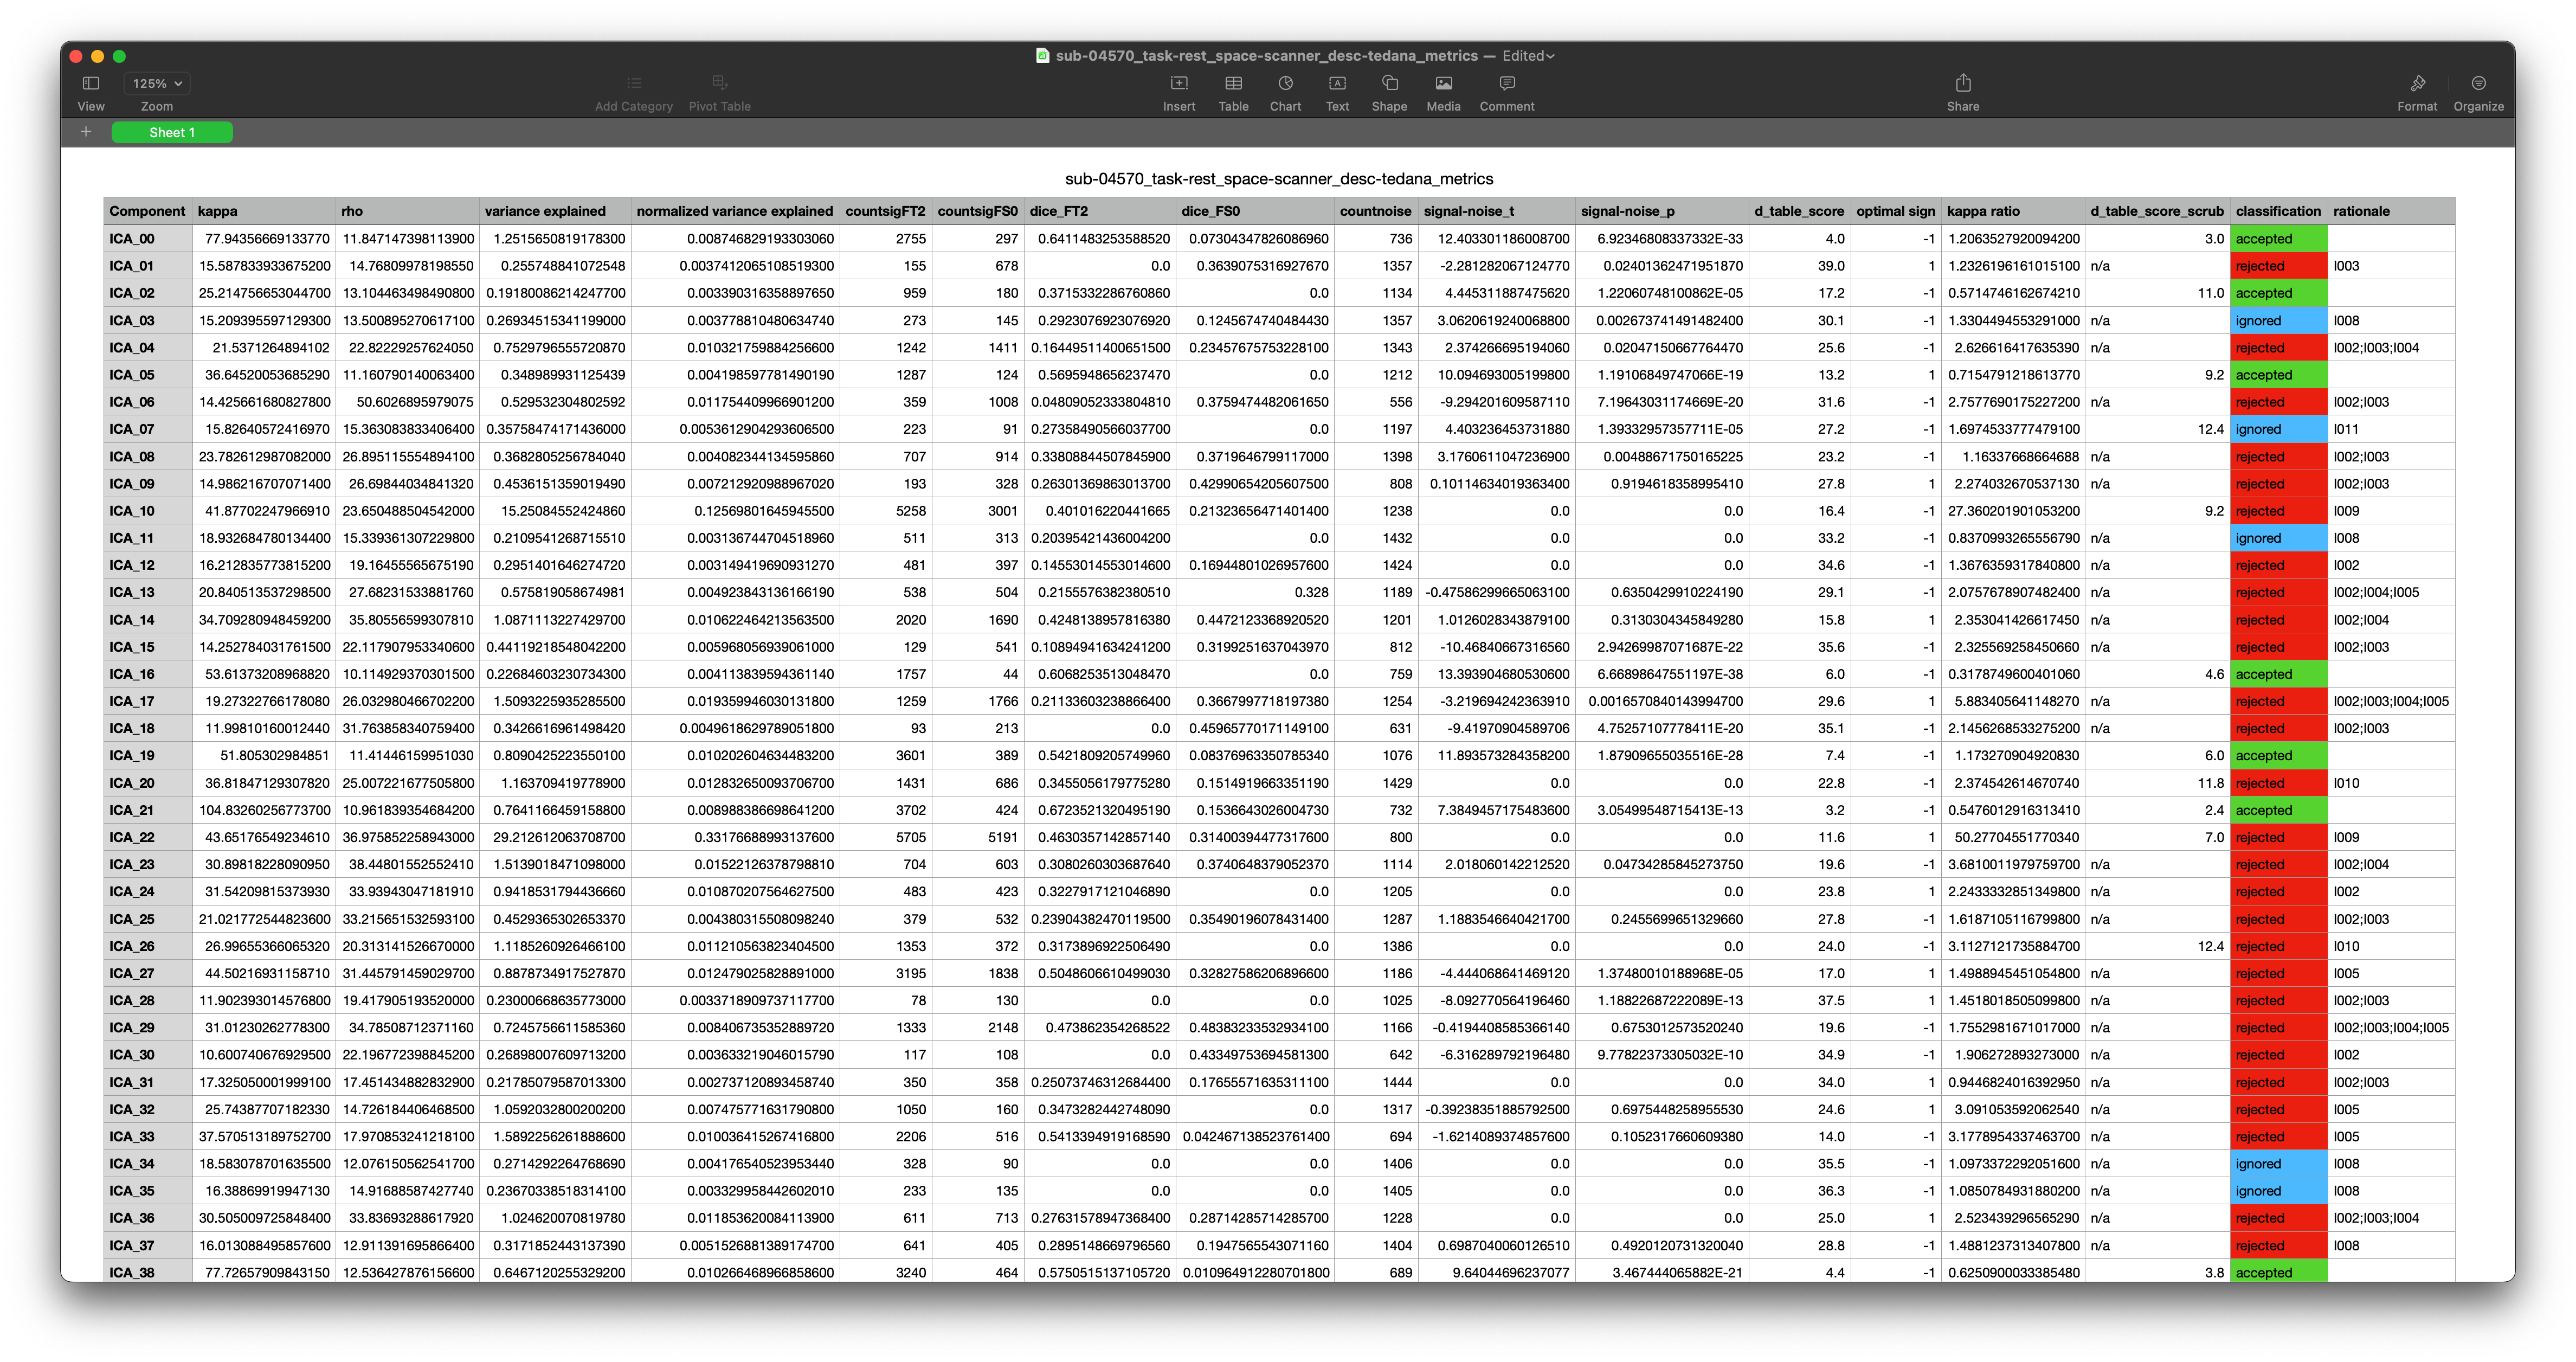 sub-04570_task-rest_space-scanner_desc-tedana_metrics — Edited
125%
View Zoom Add Category Pivot Table Insert Table Chart Text Shape Media Comment Share Format Organize
+ Sheet 1
sub-04570_task-rest_space-scanner_desc-tedana_metrics
Component kappa rho variance explained normalized variance explained countsigFT2 countsigFS0 dice_FT2 dice_FS0 countnoise signal-noise_t signal-noise_p d_table_score optimal sign kappa ratio d_table_score_scrub classification rationale
ICA_00 77.94356669133770 11.847147398113900 1.2515650819178300 0.008746829193303060 2755 297 0.6411483253588520 0.07304347826086960 736 12.403301186008700 6.92346808337332E-33 4.0 -1 1.2063527920094200 3.0 accepted
ICA_01 15.587833933675200 14.76809978198550 0.255748841072548 0.0037412065108519300 155 678 0.0 0.3639075316927670 1357 -2.281282067124770 0.02401362471951870 39.0 1 1.2326196161015100 n/a rejected I003
ICA_02 25.214756653044700 13.104463498490800 0.19180086214247700 0.0033903163588976​50 959 180 0.3715332286760860 0.0 1134 4.445311887475620 1.22060748100862E-05 17.2 -1 0.5714746162674210 11.0 accepted
ICA_03 15.209395597129300 13.500895270617100 0.26934515341199000 0.003778810480634740 273 145 0.2923076923076920 0.1245674740484430 1357 3.0620619240068800 0.002673741491482400 30.1 -1 1.3304494553291000 n/a ignored I008
ICA_04 21.5371264894102 22.82229257624050 0.7529796555720870 0.010321759884256600 1242 1411 0.16449511400651500 0.23457675753228100 1343 2.374266695194060 0.02047150667764470 25.6 -1 2.626616417635390 n/a rejected I002;I003;I004
ICA_05 36.64520053685290 11.160790140063400 0.348989931125439 0.004198597781490190 1287 124 0.5695948656237470 0.0 1212 10.094693005199800 1.19106849747066E-19 13.2 1 0.7154791218613770 9.2 accepted
ICA_06 14.425661680827800 50.6026895979075 0.529532304802592 0.011754409966901200 359 1008 0.04809052333804810 0.3759474482061650 556 -9.294201609587110 7.19643031174669E-20 31.6 -1 2.7577690175227200 n/a rejected I002;I003
ICA_07 15.82640572416970 15.363083833406400 0.35758474171436000 0.0053612904293606500 223 91 0.27358490566037700 0.0 1197 4.403236453731880 1.39332957357711E-05 27.2 -1 1.6974533777479100 12.4 ignored I011
ICA_08 23.782612987082000 26.895115554894100 0.3682805256784040 0.004082344134595860 707 914 0.33808844507845900 0.3719646799117000 1398 3.1760611047236900 0.00488671750165225 23.2 -1 1.16337668664688 n/a rejected I002;I003
ICA_09 14.986216707071400 26.69844034841320 0.4536151359019490 0.007212920988967020 193 328 0.26301369863013700 0.42990654205607500 808 0.10114634019363400 0.9194618358995410 27.8 -1 2.274032670537130 n/a rejected I002;I003
ICA_10 41.87702247966910 23.650488504542000 15.25084552424860 0.12569801645945500 5258 3001 0.401016220441665 0.21323656471401400 1238 0.0 0.0 16.4 -1 27.360201901053200 9.2 rejected I009
ICA_11 18.932684780134400 15.339361307229800 0.2109541268715510 0.003136744704518960 511 313 0.20395421436004200 0.0 1432 0.0 0.0 33.2 -1 0.8370993265556790 n/a ignored I008
ICA_12 16.212835773815200 19.16455565675190 0.2951401646274720 0.003149419690931270 481 397 0.14553014553014600 0.16944801026957600 1424 0.0 0.0 34.6 -1 1.3676359317840800 n/a rejected I002
ICA_13 20.840513537298500 27.68231533881760 0.575819058674981 0.004923843136166190 538 504 0.2155576382380510 0.328 1189 -0.47586299665063100 0.6350429910224190 29.1 -1 2.0757678907482400 n/a rejected I002;I004;I005
ICA_14 34.709280948459200 35.80556599307810 1.0871113227429700 0.010622464213563500 2020 1690 0.4248138957816380 0.4472123368920520 1201 1.0126028343879100 0.3130304345849280 15.8 1 2.353041426617450 n/a rejected I002;I004
ICA_15 14.252784031761500 22.117907953340600 0.44119218548042200 0.005968056939061000 129 541 0.10894941634241200 0.3199251637043970 812 -10.46840667316560 2.94269987071687E-22 35.6 -1 2.325569258450660 n/a rejected I002;I003
ICA_16 53.61373208968820 10.114929370301500 0.22684603230734300 0.004113839594361140 1757 44 0.6068253513048470 0.0 759 13.393904680530600 6.66898647551197E-38 6.0 -1 0.3178749600401060 4.6 accepted
ICA_17 19.27322766178080 26.032980466702200 1.5093225935285500 0.019359946030131800 1259 1766 0.21133603238866400 0.3667997718197380 1254 -3.219694242363910 0.0016570840143994700 29.6 1 5.883405641148270 n/a rejected I002;I003;I004;I005
ICA_18 11.99810160012440 31.763858340759400 0.3426616961498420 0.0049618629789051800 93 213 0.0 0.45965770171149100 631 -9.41970904589706 4.75257107778411E-20 35.1 -1 2.1456268533275200 n/a rejected I002;I003
ICA_19 51.805302984851 11.41446159951030 0.8090425223550100 0.010202604634483200 3601 389 0.5421809205749960 0.08376963350785340 1076 11.893573284358200 1.87909655035516E-28 7.4 -1 1.173270904920830 6.0 accepted
ICA_20 36.81847129307820 25.007221677505800 1.163709419778900 0.012832650093706700 1431 686 0.3455056179775280 0.1514919663351190 1429 0.0 0.0 22.8 -1 2.374542614670740 11.8 rejected I010
ICA_21 104.83260256773700 10.961839354684200 0.7641166459158800 0.008988386698641200 3702 424 0.6723521320495190 0.1536643026004730 732 7.3849457175483600 3.05499548715413E-13 3.2 -1 0.5476012916313410 2.4 accepted
ICA_22 43.65176549234610 36.975852258943000 29.212612063708700 0.33176688993137600 5705 5191 0.4630357142857140 0.31400394477317600 800 0.0 0.0 11.6 1 50.27704551770340 7.0 rejected I009
ICA_23 30.89818228090950 38.44801552552410 1.5139018471098000 0.01522126378798810 704 603 0.3080260303687640 0.3740648379052370 1114 2.018060142212520 0.04734285845273750 19.6 -1 3.6810011979759700 n/a rejected I002;I004
ICA_24 31.54209815373930 33.93943047181910 0.9418531794436660 0.010870207564627500 483 423 0.3227917121046890 0.0 1205 0.0 0.0 23.8 1 2.2433332851349800 n/a rejected I002
ICA_25 21.021772544823600 33.215651532593100 0.4529365302653370 0.004380315508098240 379 532 0.23904382470119500 0.35490196078431400 1287 1.1883546640421700 0.2455699651329660 27.8 -1 1.6187105116799800 n/a rejected I002;I003
ICA_26 26.99655366065320 20.313141526670000 1.1185260926466100 0.011210563823404500 1353 372 0.3173896922506490 0.0 1386 0.0 0.0 24.0 -1 3.1127121735884700 12.4 rejected I010
ICA_27 44.50216931158710 31.445791459029700 0.8878734917527870 0.012479025828891000 3195 1838 0.5048606610499030 0.32827586206896600 1186 -4.444068641469120 1.37480010188968E-05 17.0 1 1.4988945451054800 n/a rejected I005
ICA_28 11.902393014576800 19.417905193520000 0.23000668635773000 0.0033718909737117700 78 130 0.0 0.0 1025 -8.092770564196460 1.18822687222089E-13 37.5 1 1.4518018505099800 n/a rejected I002;I003
ICA_29 31.01230262778300 34.78508712371160 0.7245756611585360 0.008406735352889720 1333 2148 0.473862354268522 0.48383233532934100 1166 -0.4194408585366140 0.6753012573520240 19.6 -1 1.7552981671017000 n/a rejected I002;I003;I004;I005
ICA_30 10.600740676929500 22.196772398845200 0.26898007609713200 0.003633219046015790 117 108 0.0 0.43349753694581300 642 -6.316289792196480 9.77822373305032E-10 34.9 -1 1.906272893273000 n/a rejected I002
ICA_31 17.325050001999100 17.451434882832900 0.21785079587013300 0.002737120893458740 350 358 0.25073746312684400 0.17655571635311100 1444 0.0 0.0 34.0 1 0.9446824016392950 n/a rejected I002;I003
ICA_32 25.74387707182330 14.726184406468500 1.0592032800200200 0.007475771631790800 1050 160 0.3473282442748090 0.0 1317 -0.39238351885792500 0.6975448258955530 24.6 1 3.091053592062540 n/a rejected I005
ICA_33 37.570513189752700 17.970853241218100 1.5892256261888600 0.010036415267416800 2206 516 0.5413394919168590 0.042467138523761400 694 -1.6214089374857600 0.1052317660609380 14.0 -1 3.1778954337463700 n/a rejected I005
ICA_34 18.583078701635500 12.076150562541700 0.2714292264768690 0.004176540523953440 328 90 0.0 0.0 1406 0.0 0.0 35.5 -1 1.0973372292051600 n/a ignored I008
ICA_35 16.38869919947130 14.91688587427740 0.23670338518314100 0.003329958442602010 233 135 0.0 0.0 1405 0.0 0.0 36.3 -1 1.0850784931880200 n/a ignored I008
ICA_36 30.505009725848400 33.83693288617920 1.024620070819780 0.011853620084113900 611 713 0.27631578947368400 0.28714285714285700 1228 0.0 0.0 25.0 1 2.523439296565290 n/a rejected I002;I003;I004
ICA_37 16.013088495857600 12.911391695866400 0.3171852443137390 0.0051526881389174700 641 405 0.2895148669796560 0.1947565543071160 1404 0.6987040060126510 0.4920120731320040 28.8 -1 1.4881237313407800 n/a rejected I008
ICA_38 77.72657909843150 12.536427876156600 0.6467120255329200 0.010266468966858600 3240 464 0.5750515137105720 0.010964912280701800 689 9.64044696237077 3.467444065882E-21 4.4 -1 0.6250900033385480 3.8 accepted